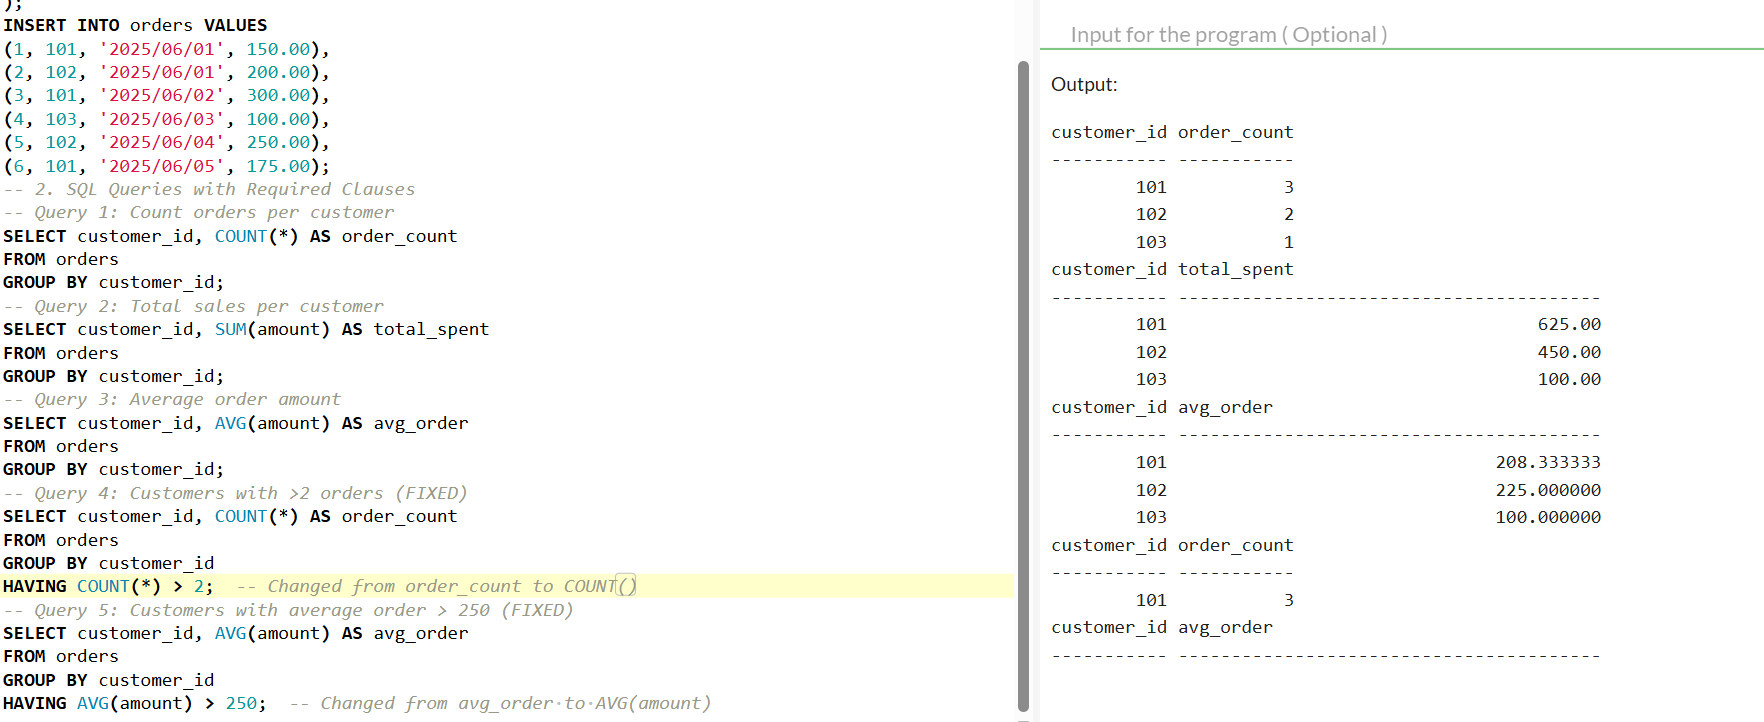 );
INSERT INTO orders VALUES
(1, 101, '2025/06/01', 150.00),
(2, 102, '2025/06/01', 200.00),
(3, 101, '2025/06/02', 300.00),
(4, 103, '2025/06/03', 100.00),
(5, 102, '2025/06/04', 250.00),
(6, 101, '2025/06/05', 175.00);
-- 2. SQL Queries with Required Clauses
-- Query 1: Count orders per customer
SELECT customer_id, COUNT(*) AS order_count
FROM orders
GROUP BY customer_id;
-- Query 2: Total sales per customer
SELECT customer_id, SUM(amount) AS total_spent
FROM orders
GROUP BY customer_id;
-- Query 3: Average order amount
SELECT customer_id, AVG(amount) AS avg_order
FROM orders
GROUP BY customer_id;
-- Query 4: Customers with >2 orders (FIXED)
SELECT customer_id, COUNT(*) AS order_count
FROM orders
GROUP BY customer_id
HAVING COUNT(*) > 2;  -- Changed from order_count to COUNT()
-- Query 5: Customers with average order > 250 (FIXED)
SELECT customer_id, AVG(amount) AS avg_order
FROM orders
GROUP BY customer_id
HAVING AVG(amount) > 250;  -- Changed from avg_order·to·AVG(amount)
Input for the program ( Optional )
Output:
customer_id order_count
----------- -----------
        101           3
        102           2
        103           1
customer_id total_spent
----------- ----------------------------------------
        101                                   625.00
        102                                   450.00
        103                                   100.00
customer_id avg_order
----------- ----------------------------------------
        101                               208.333333
        102                               225.000000
        103                               100.000000
customer_id order_count
----------- -----------
        101           3
customer_id avg_order
----------- ----------------------------------------